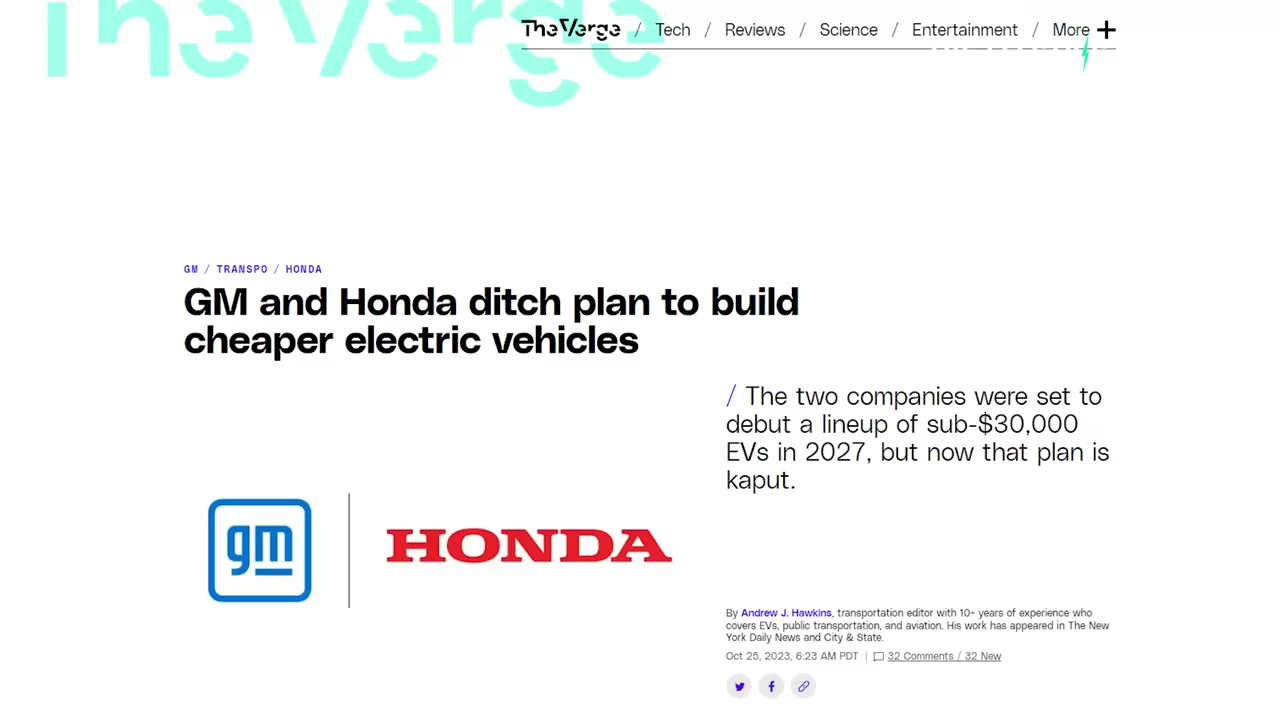 TheVerge
TheVerge / Tech / Reviews / Science / Entertainment / More +
GM / TRANSPO / HONDA
GM and Honda ditch plan to build
cheaper electric vehicles
/ The two companies were set to
debut a lineup of sub-$30,000
EVs in 2027, but now that plan is
kaput.
gm
HONDA
By Andrew J. Hawkins, transportation editor with 10+ years of experience who
covers EVs, public transportation, and aviation. His work has appeared in The New
York Daily News and City & State.
Oct 25, 2023, 6:23 AM PDT | 32 Comments / 32 New